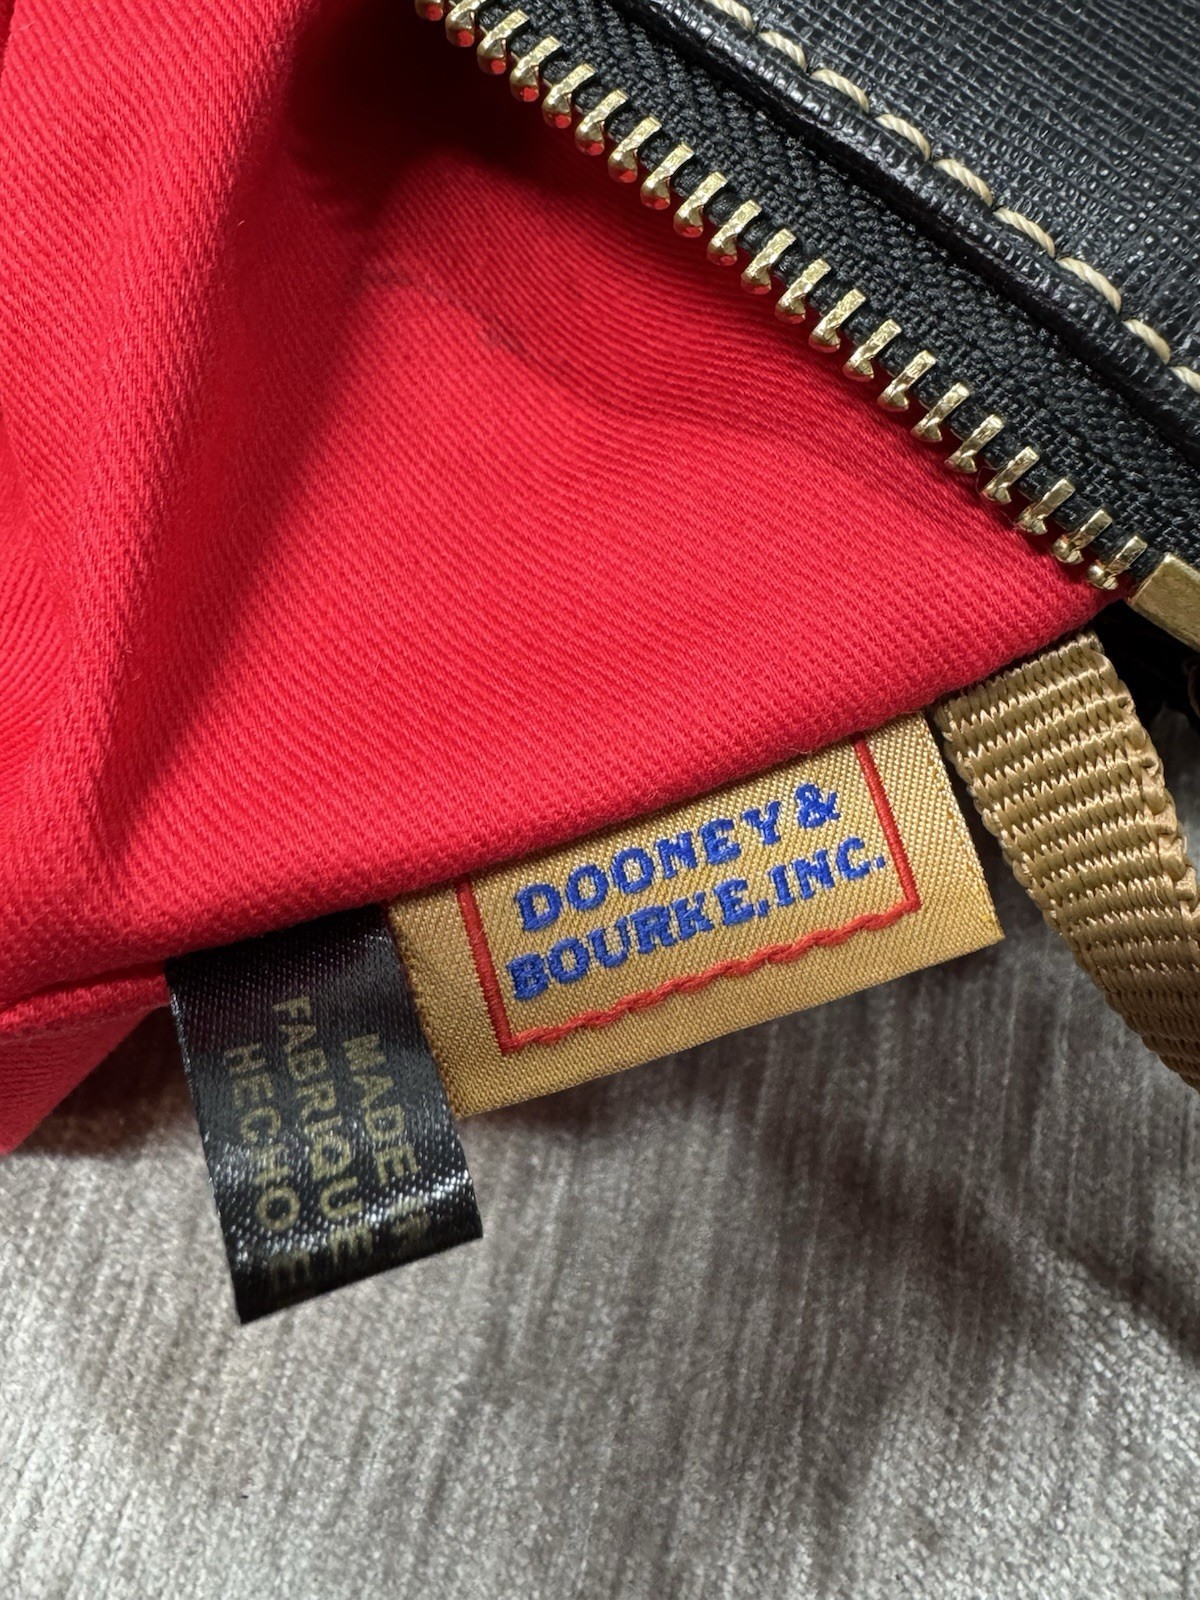 DOONEY &
BOURKE, INC.
MADE
FABRIQUE
HECHO